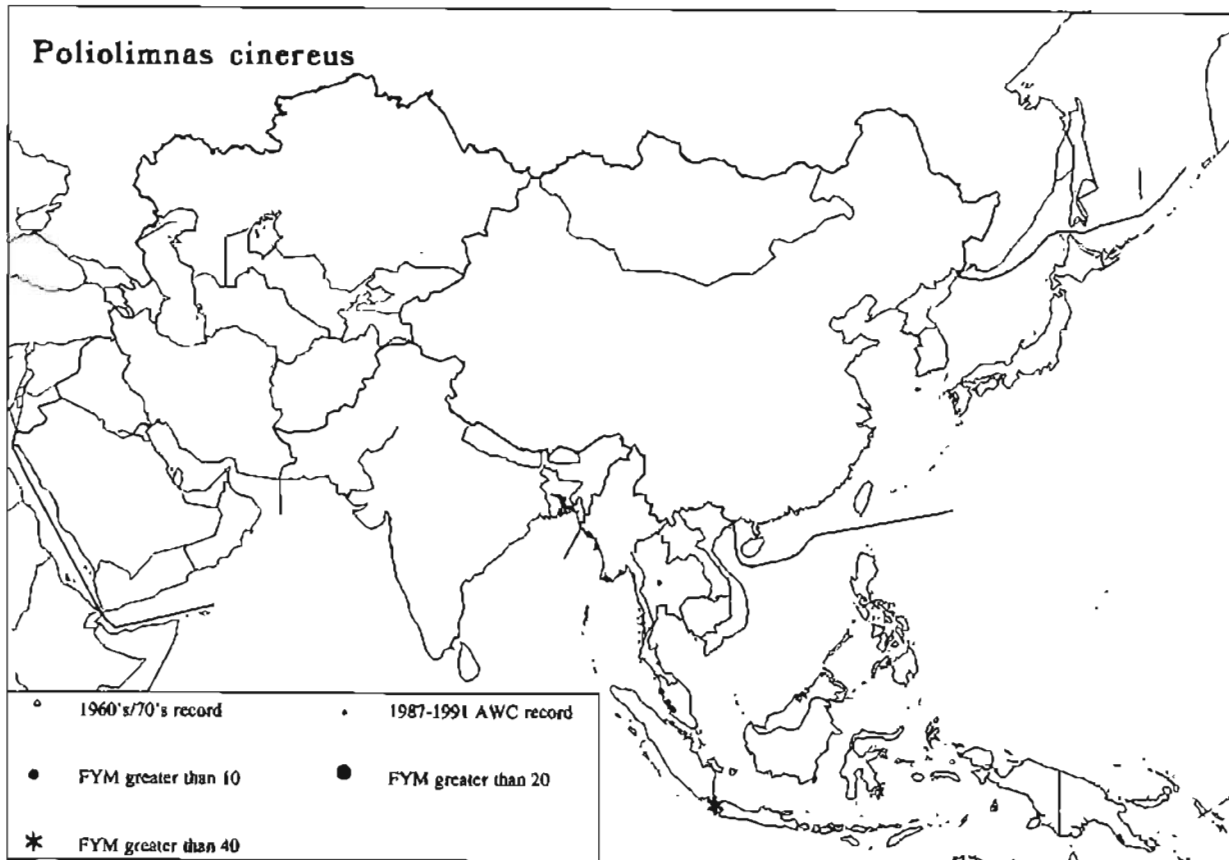 Poliolimnas cinereus
1960's/70's record
1987-1991 AWC record
FYM greater than 10
FYM greater than 20
FYM greater than 40